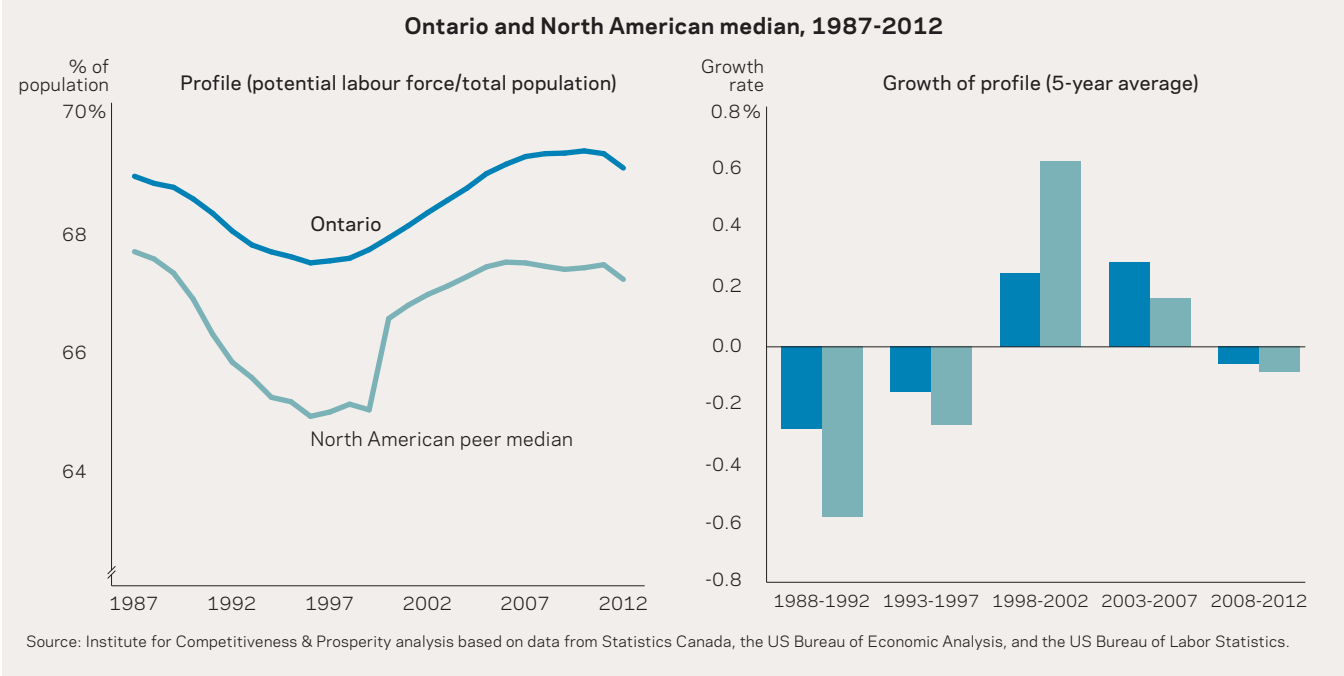 Ontario and North American median, 1987-2012
% of
population
Profile (potential labour force/total population)
70%
68
66
64
Ontario
North American peer median
1987 1992 1997 2002 2007 2012
Growth
rate
Growth of profile (5-year average)
0.8%
0.6
0.4
0.2
0.0
-0.2
-0.4
-0.6
-0.8
1988-1992 1993-1997 1998-2002 2003-2007 2008-2012
Source: Institute for Competitiveness & Prosperity analysis based on data from Statistics Canada, the US Bureau of Economic Analysis, and the US Bureau of Labor Statistics.